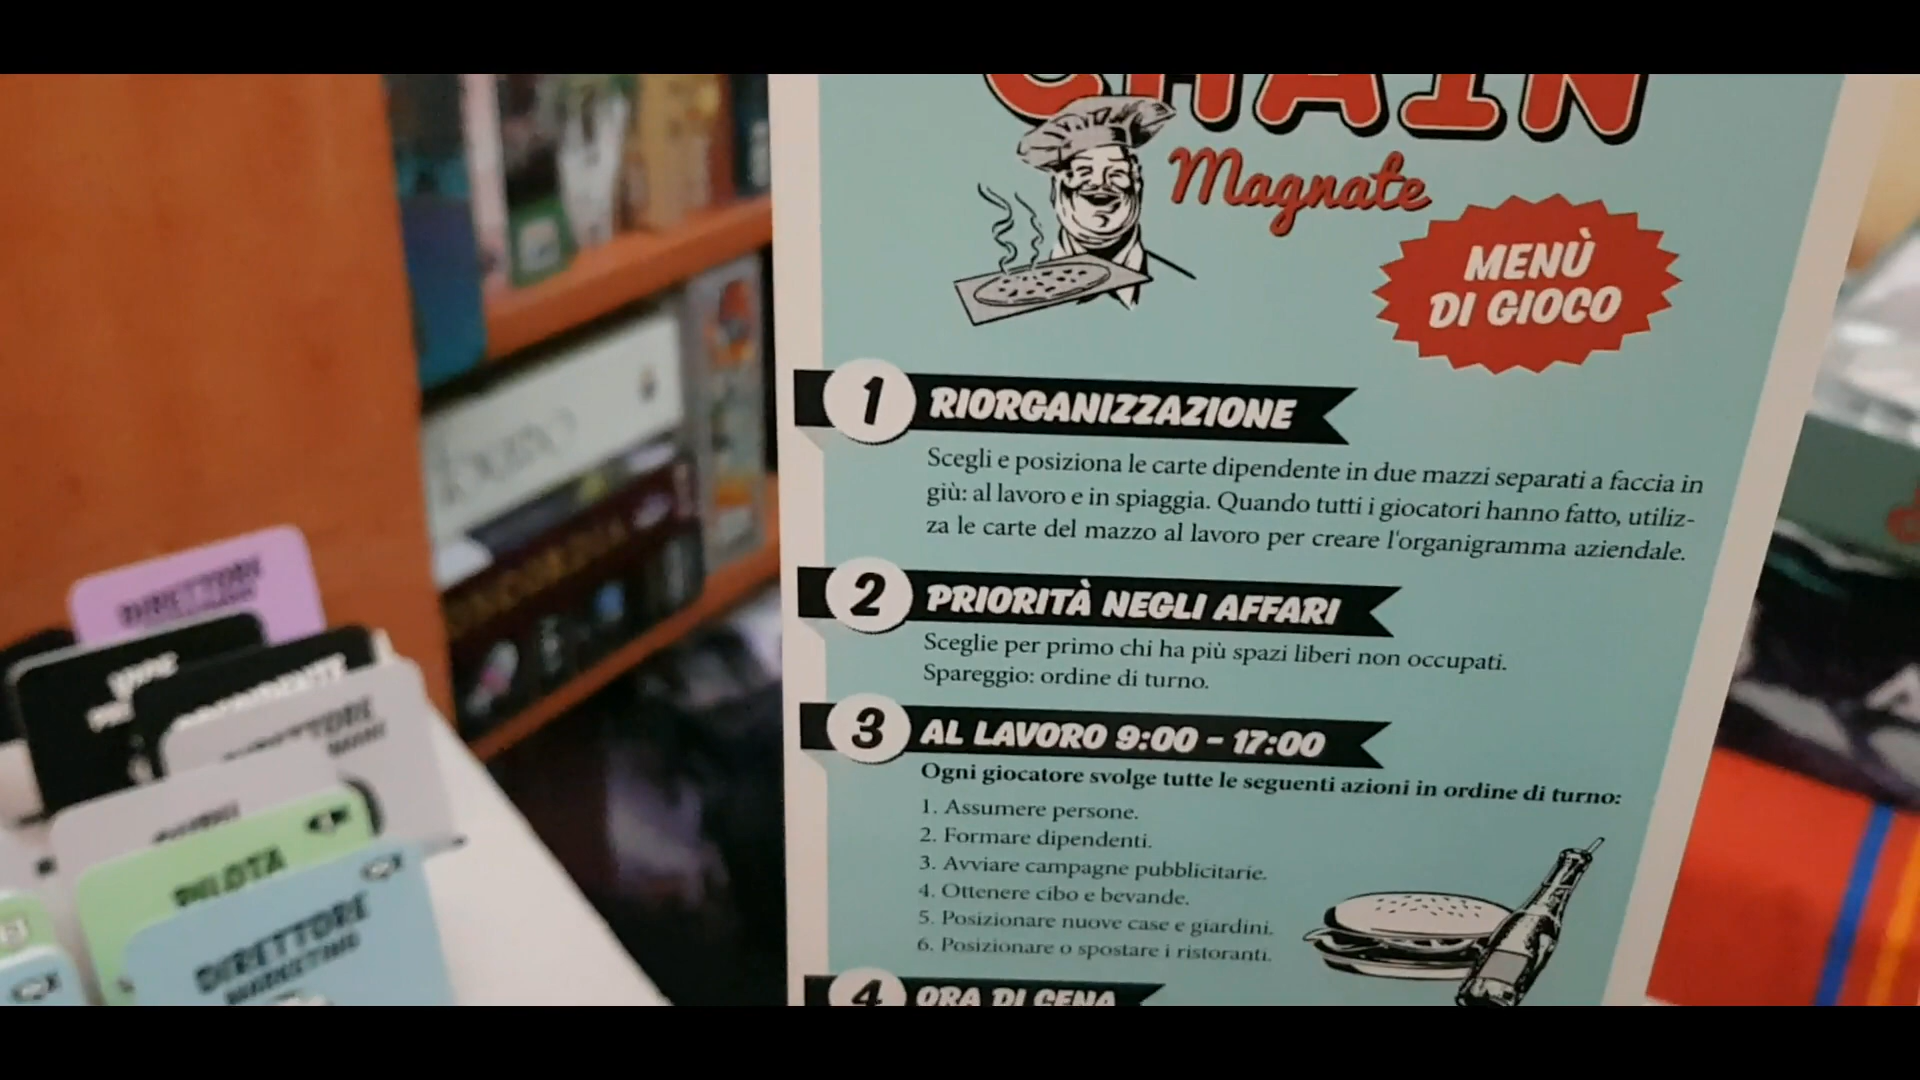 CHAIN
Magnate
MENÙ
DI GIOCO
1 RIORGANIZZAZIONE
Scegli e posiziona le carte dipendente in due mazzi separati a faccia in
giù: al lavoro e in spiaggia. Quando tutti i giocatori hanno fatto, utiliz-
za le carte del mazzo al lavoro per creare l'organigramma aziendale.
2 PRIORITÀ NEGLI AFFARI
Sceglie per primo chi ha più spazi liberi non occupati.
Spareggio: ordine di turno.
3 AL LAVORO 9:00 - 17:00
Ogni giocatore svolge tutte le seguenti azioni in ordine di turno:
1. Assumere persone.
2. Formare dipendenti.
3. Avviare campagne pubblicitarie.
4. Ottenere cibo e bevande.
5. Posizionare nuove case e giardini.
6. Posizionare o spostare i ristoranti.
4 ORA DI CENA
DIRETTORE
PILOTA
DIRETTORE
MARKETING